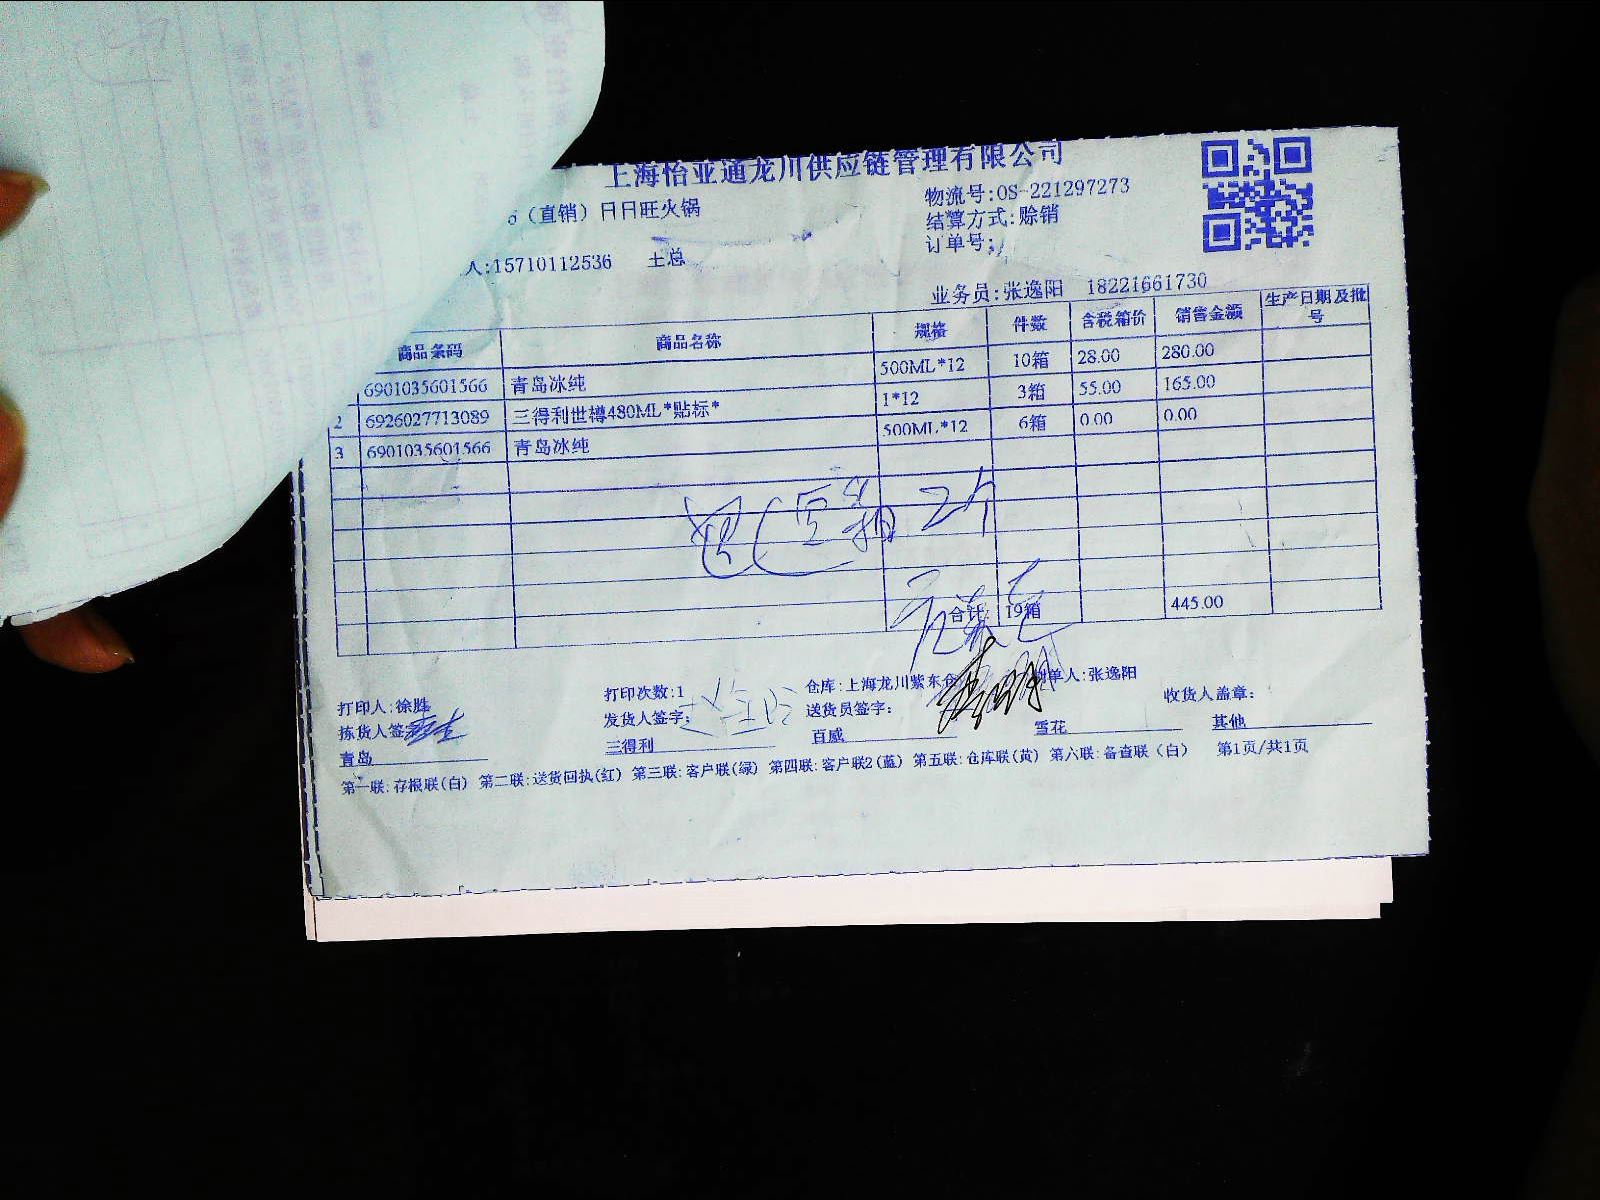 上海怡亚通龙川供应链管理有限公司
（直销）日日旺火锅
物流号:OS-221297273
结算方式:赊销
订单号:
人:15710112536 王总
业务员:张逸阳 18221661730
商品条码 商品名称 规格 件数 含税箱价 销售金额 生产日期及批号
6901035601566 青岛冰纯 500ML*12 10箱 28.00 280.00
2 6926027713089 三得利世樽480ML*贴标* 1*12 3箱 55.00 165.00
3 6901035601566 青岛冰纯 500ML*12 6箱 0.00 0.00
合计: 19箱 445.00
打印人:徐胜 打印次数:1 仓库:上海龙川紫东仓 制单人:张逸阳 收货人盖章:
拣货人签 发货人签字: 送货员签字:
青岛 三得利 百威 雪花 其他
第一联:存根联(白) 第二联:送货回执(红) 第三联:客户联(绿) 第四联:客户联2(蓝) 第五联:仓库联(黄) 第六联:备查联(白) 第1页/共1页